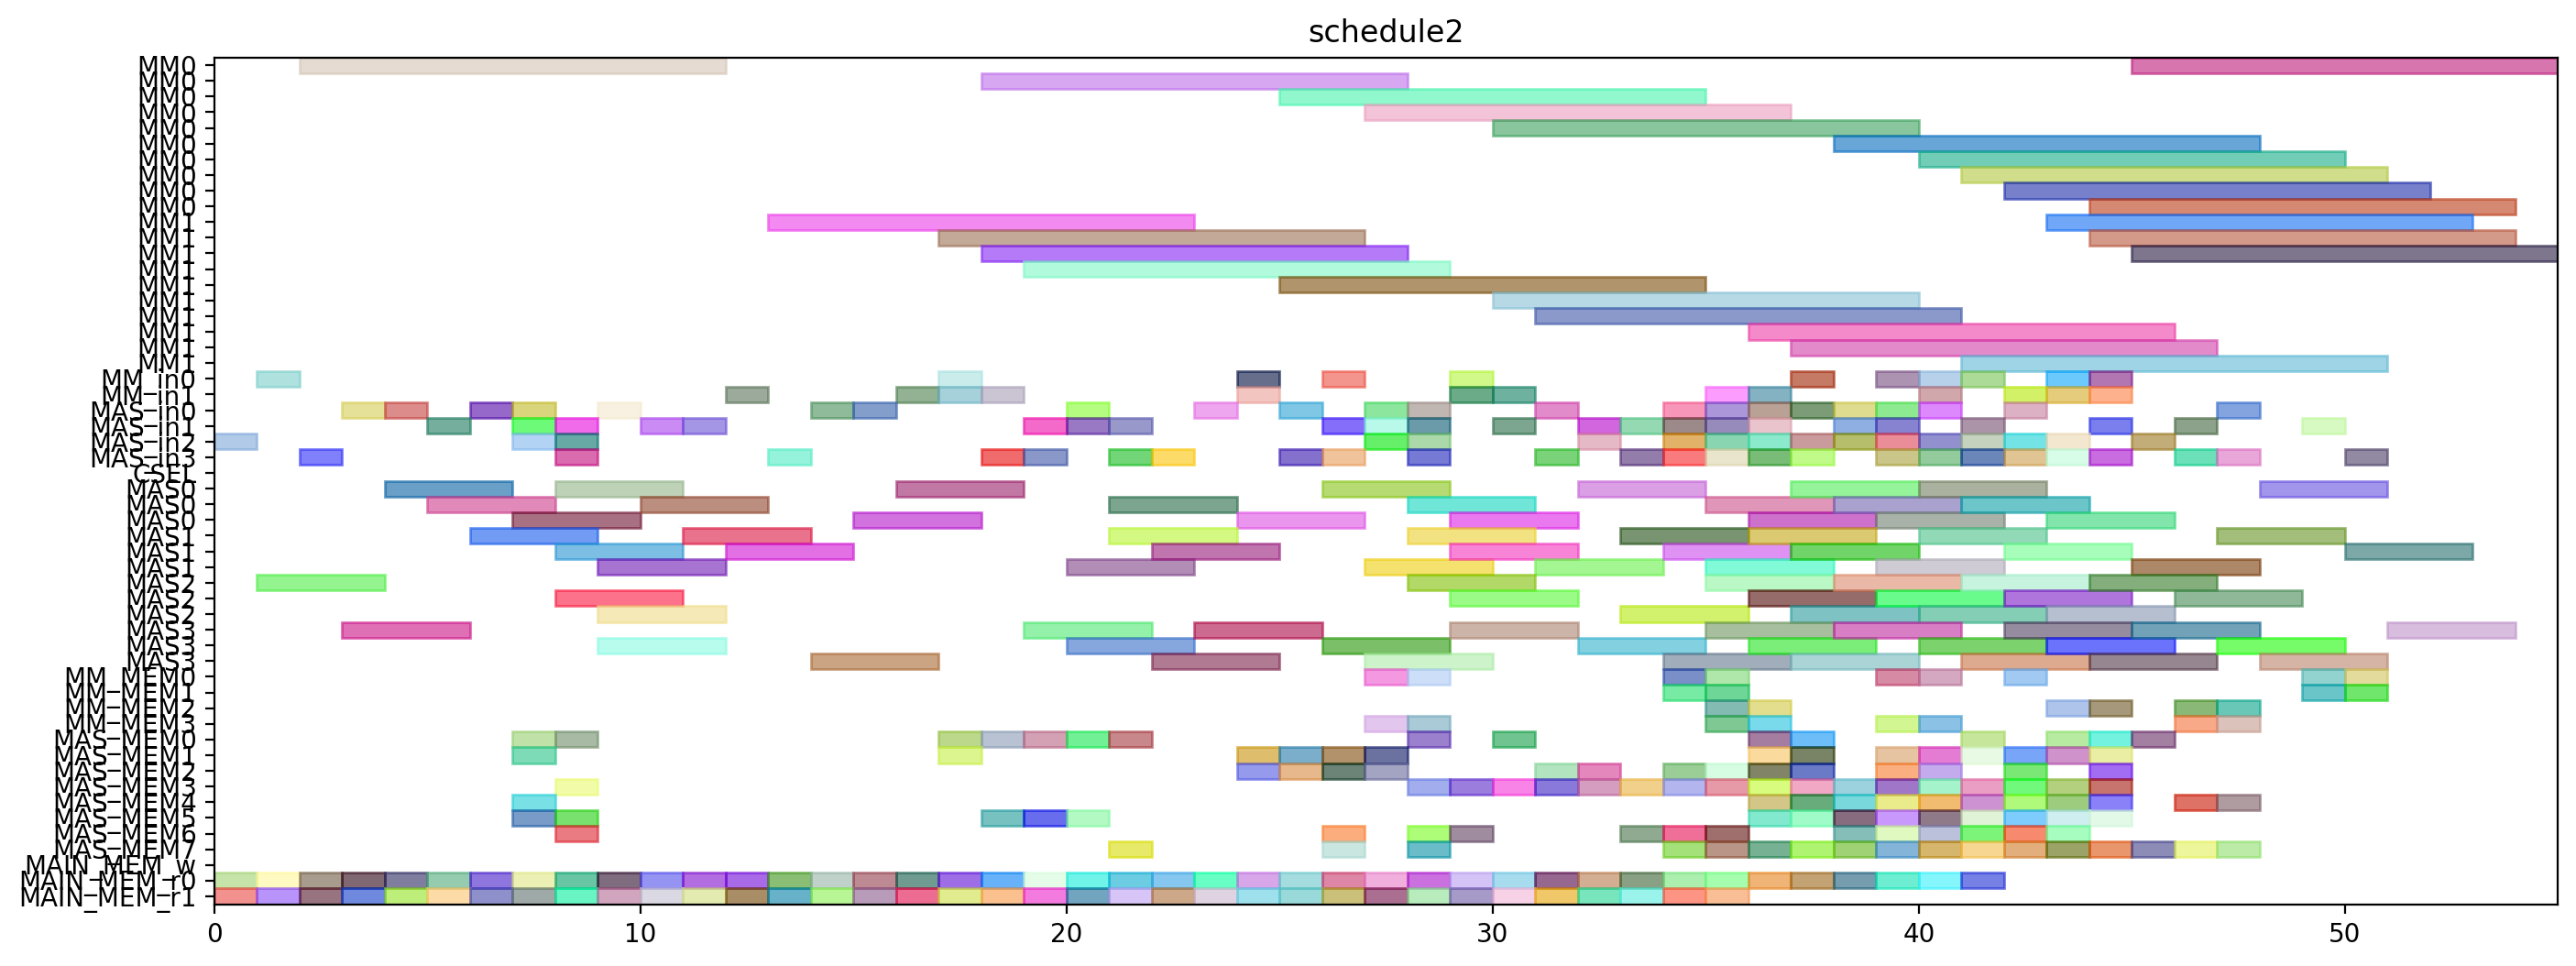 schedule2
MM0
MM0
MM0
MM0
MM0
MM0
MM0
MM0
MM0
MM0
MM1
MM1
MM1
MM1
MM1
MM1
MM1
MM1
MM1
MM1
MM_in0
MM_in1
MAS_in0
MAS_in1
MAS_in2
MAS_in3
CSEL
MAS0
MAS0
MAS0
MAS1
MAS1
MAS1
MAS2
MAS2
MAS2
MAS3
MAS3
MAS3
MM_MEM0
MM_MEM1
MM_MEM2
MM_MEM3
MAS_MEM0
MAS_MEM1
MAS_MEM2
MAS_MEM3
MAS_MEM4
MAS_MEM5
MAS_MEM6
MAS_MEM7
MAIN_MEM_w
MAIN_MEM_r0
MAIN_MEM_r1
0 10 20 30 40 50